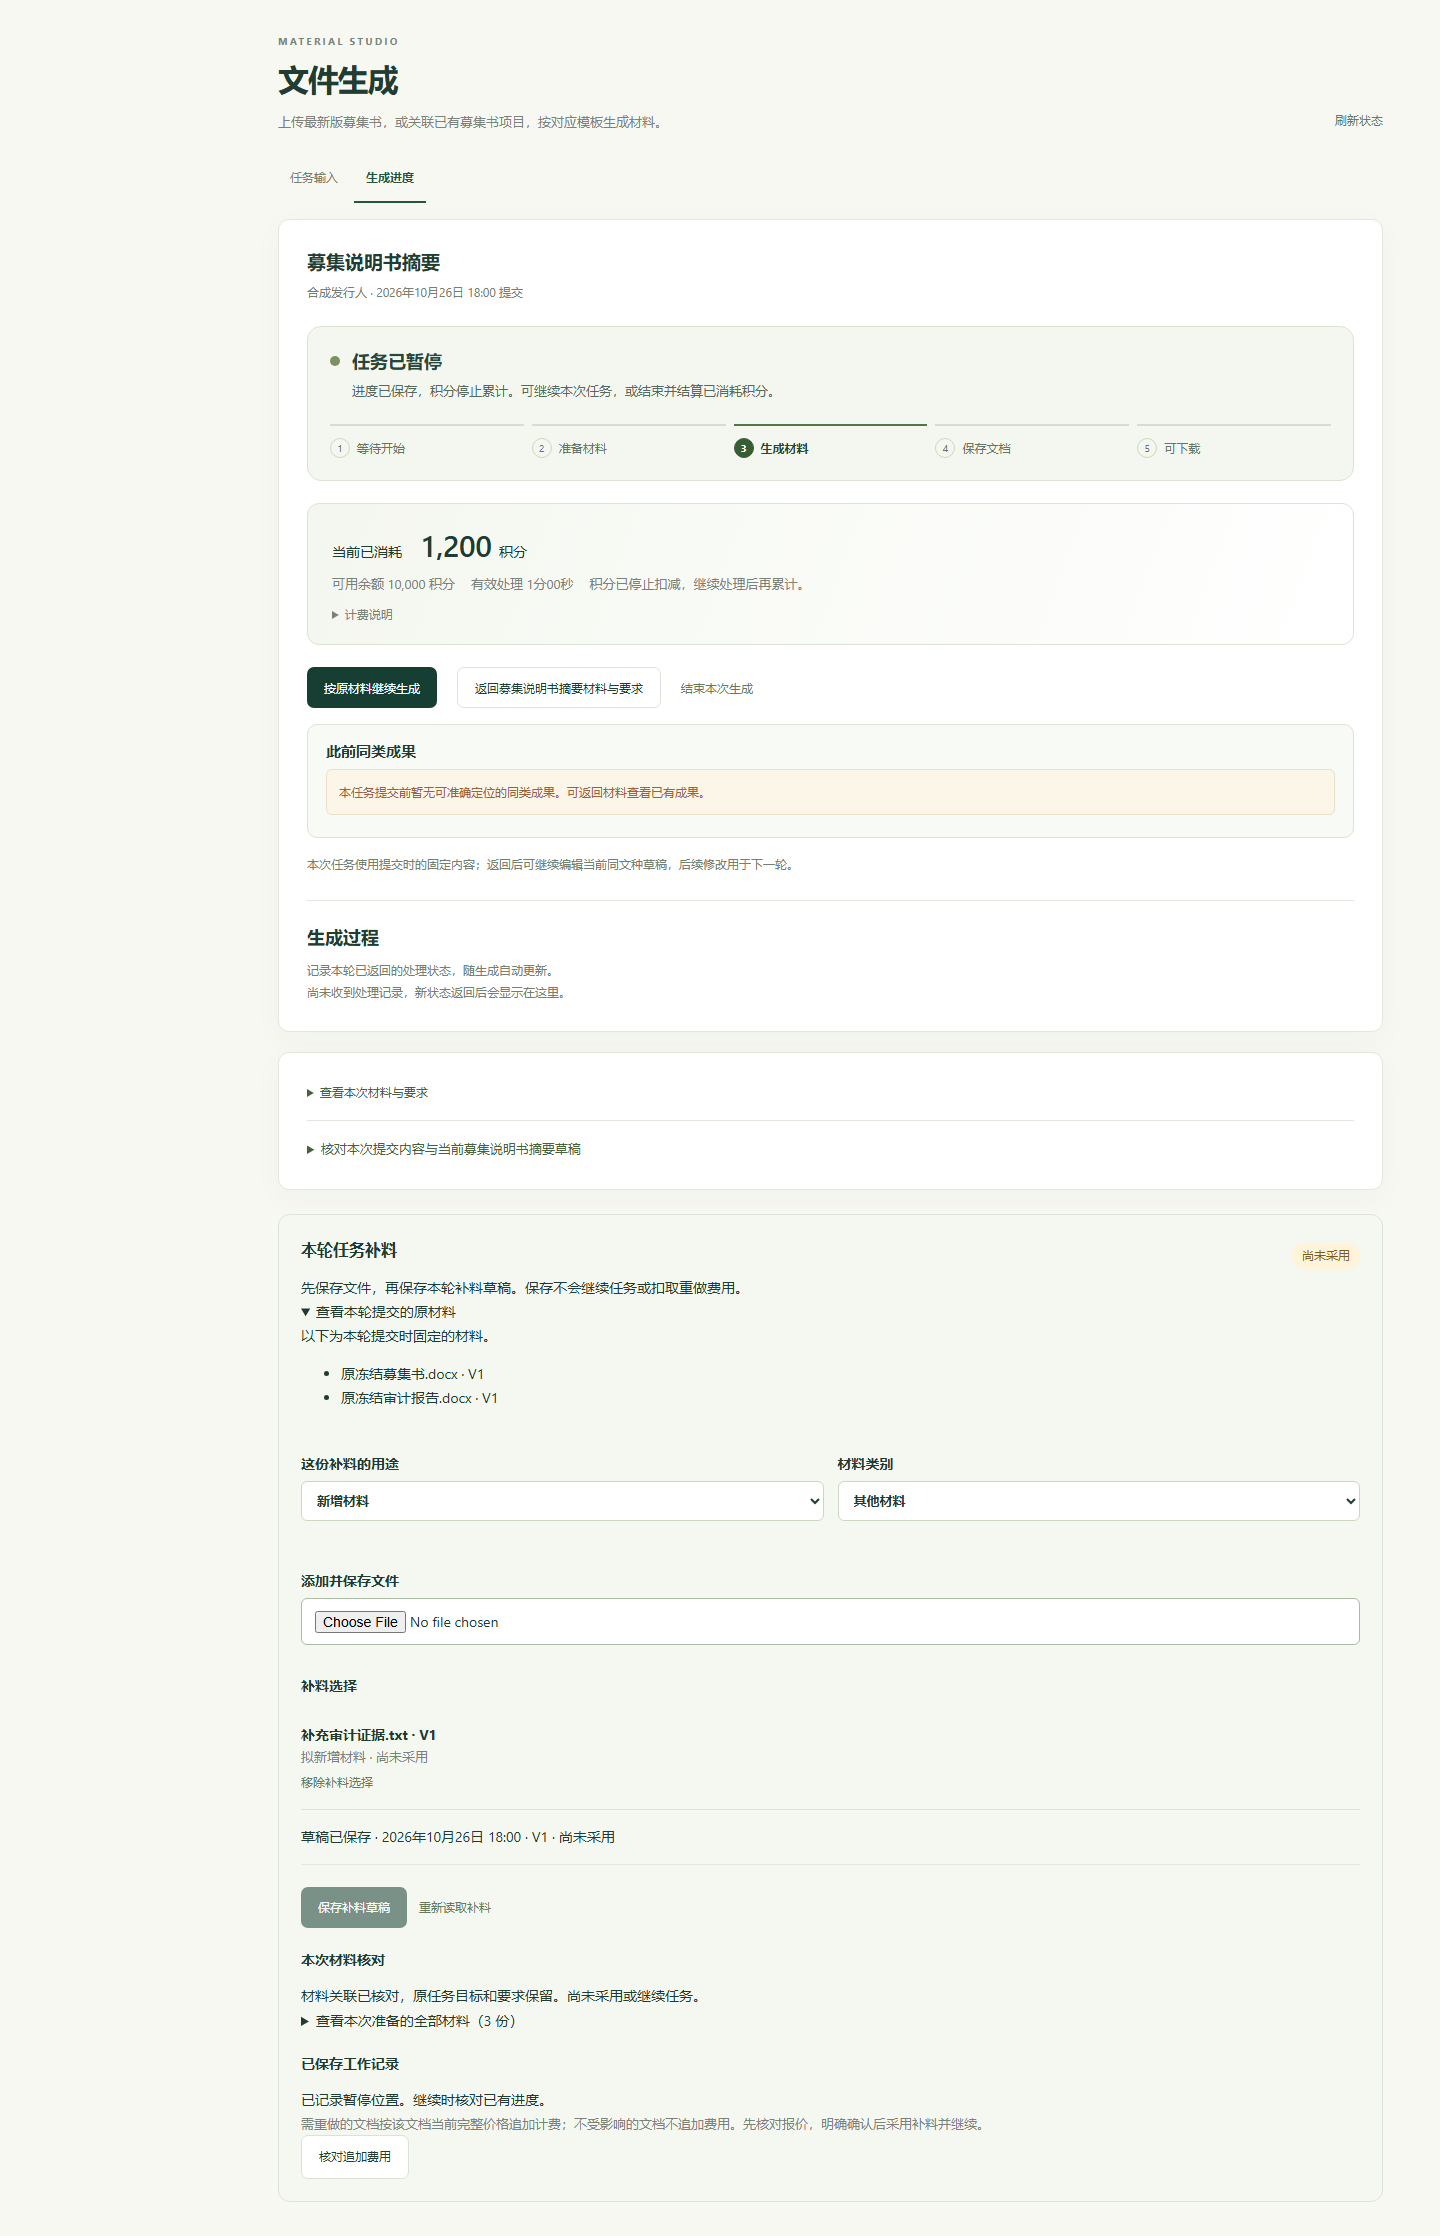 MATERIAL STUDIO
文件生成
上传最新版募集书，或关联已有募集书项目，按对应模板生成材料。
刷新状态
任务输入
生成进度
募集说明书摘要
合成发行人 · 2026年10月26日 18:00 提交
任务已暂停
进度已保存，积分停止累计。可继续本次任务，或结束并结算已消耗积分。
1 等待开始
2 准备材料
3 生成材料
4 保存文档
5 可下载
当前已消耗 1,200 积分
可用余额 10,000 积分 有效处理 1分00秒 积分已停止扣减，继续处理后再累计。
计费说明
按原材料继续生成
返回募集说明书摘要材料与要求
结束本次生成
此前同类成果
本任务提交前暂无可准确定位的同类成果。可返回材料查看已有成果。
本次任务使用提交时的固定内容；返回后可继续编辑当前同文种草稿，后续修改用于下一轮。
生成过程
记录本轮已返回的处理状态，随生成自动更新。
尚未收到处理记录，新状态返回后会显示在这里。
查看本次材料与要求
核对本次提交内容与当前募集说明书摘要草稿
本轮任务补料
尚未采用
先保存文件，再保存本轮补料草稿。保存不会继续任务或扣取重做费用。
查看本轮提交的原材料
以下为本轮提交时固定的材料。
原冻结募集书.docx · V1
原冻结审计报告.docx · V1
这份补料的用途
材料类别
新增材料
其他材料
添加并保存文件
Choose File No file chosen
补料选择
补充审计证据.txt · V1
拟新增材料 · 尚未采用
移除补料选择
草稿已保存 · 2026年10月26日 18:00 · V1 · 尚未采用
保存补料草稿
重新读取补料
本次材料核对
材料关联已核对，原任务目标和要求保留。尚未采用或继续任务。
查看本次准备的全部材料（3 份）
已保存工作记录
已记录暂停位置。继续时核对已有进度。
需重做的文档按该文档当前完整价格追加计费；不受影响的文档不追加费用。先核对报价，明确确认后采用补料并继续。
核对追加费用